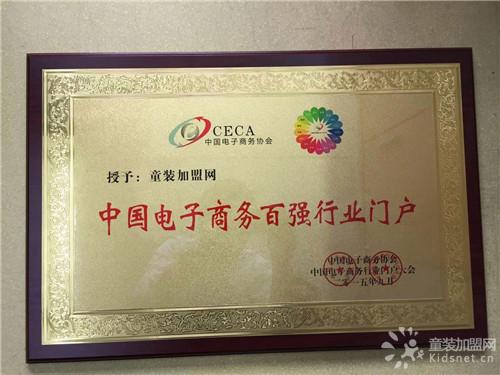 CECA
中国电子商务协会
授予：童装加盟网
中国电子商务百强行业门户
中国电子商务协会
中国电子商务行业门户大会
二〇一五年九月
童装加盟网
Kidsnet.cn